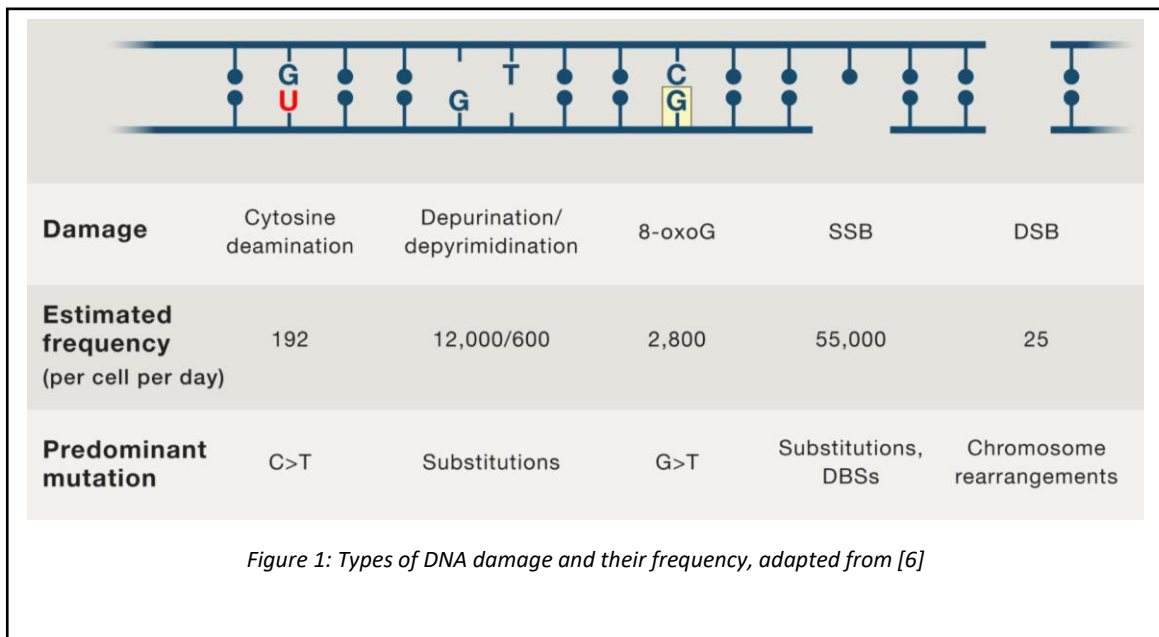 G T C
U G G
Damage Cytosine deamination Depurination/ depyrimidination 8-oxoG SSB DSB
Estimated frequency (per cell per day) 192 12,000/600 2,800 55,000 25
Predominant mutation C>T Substitutions G>T Substitutions, DBSs Chromosome rearrangements
Figure 1: Types of DNA damage and their frequency, adapted from [6]